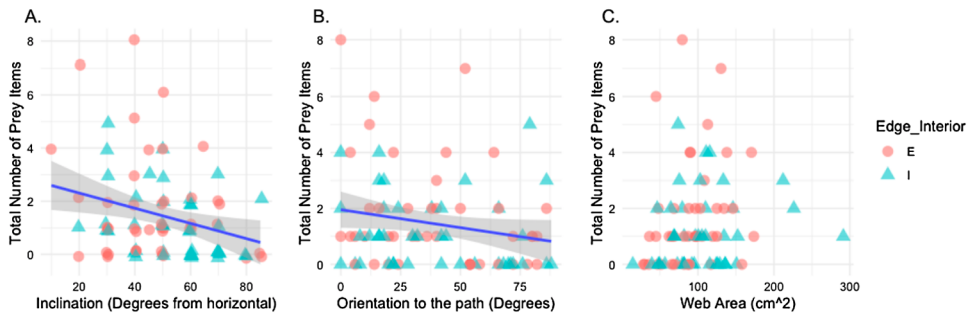 A.
B.
C.
Total Number of Prey Items
8
6
4
2
0
20
40
60
80
Inclination (Degrees from horizontal)
Total Number of Prey Items
8
6
4
2
0
0
25
50
75
Orientation to the path (Degrees)
Total Number of Prey Items
8
6
4
2
0
100
200
300
Web Area (cm^2)
Edge_Interior
E
I